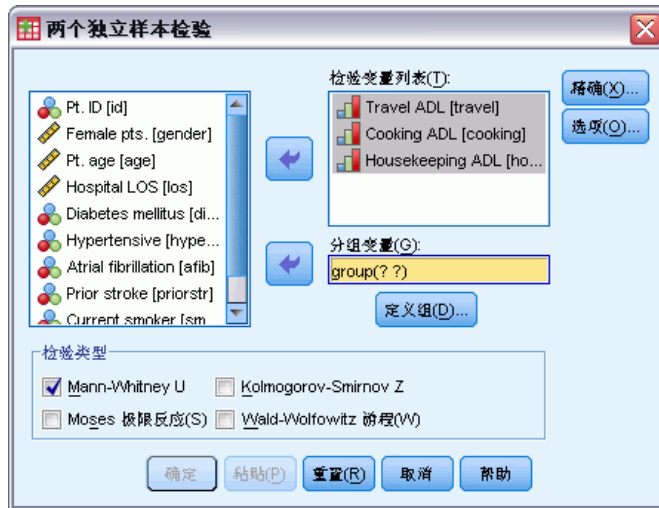 两个独立样本检验
检验变量列表(T):
Pt. ID [id]
Female pts. [gender]
Pt. age [age]
Hospital LOS [los]
Diabetes mellitus [di...
Hypertensive [hype...
Atrial fibrillation [afib]
Prior stroke [priorstr]
Current smoker [sm
Travel ADL [travel]
Cooking ADL [cooking]
Housekeeping ADL [ho...
精确(X)...
选项(O)...
分组变量(G):
group(? ?)
定义组(D)...
检验类型
Mann-Whitney U
Kolmogorov-Smirnov Z
Moses 极限反应(S)
Wald-Wolfowitz 游程(W)
确定
粘贴(P)
重置(R)
取消
帮助